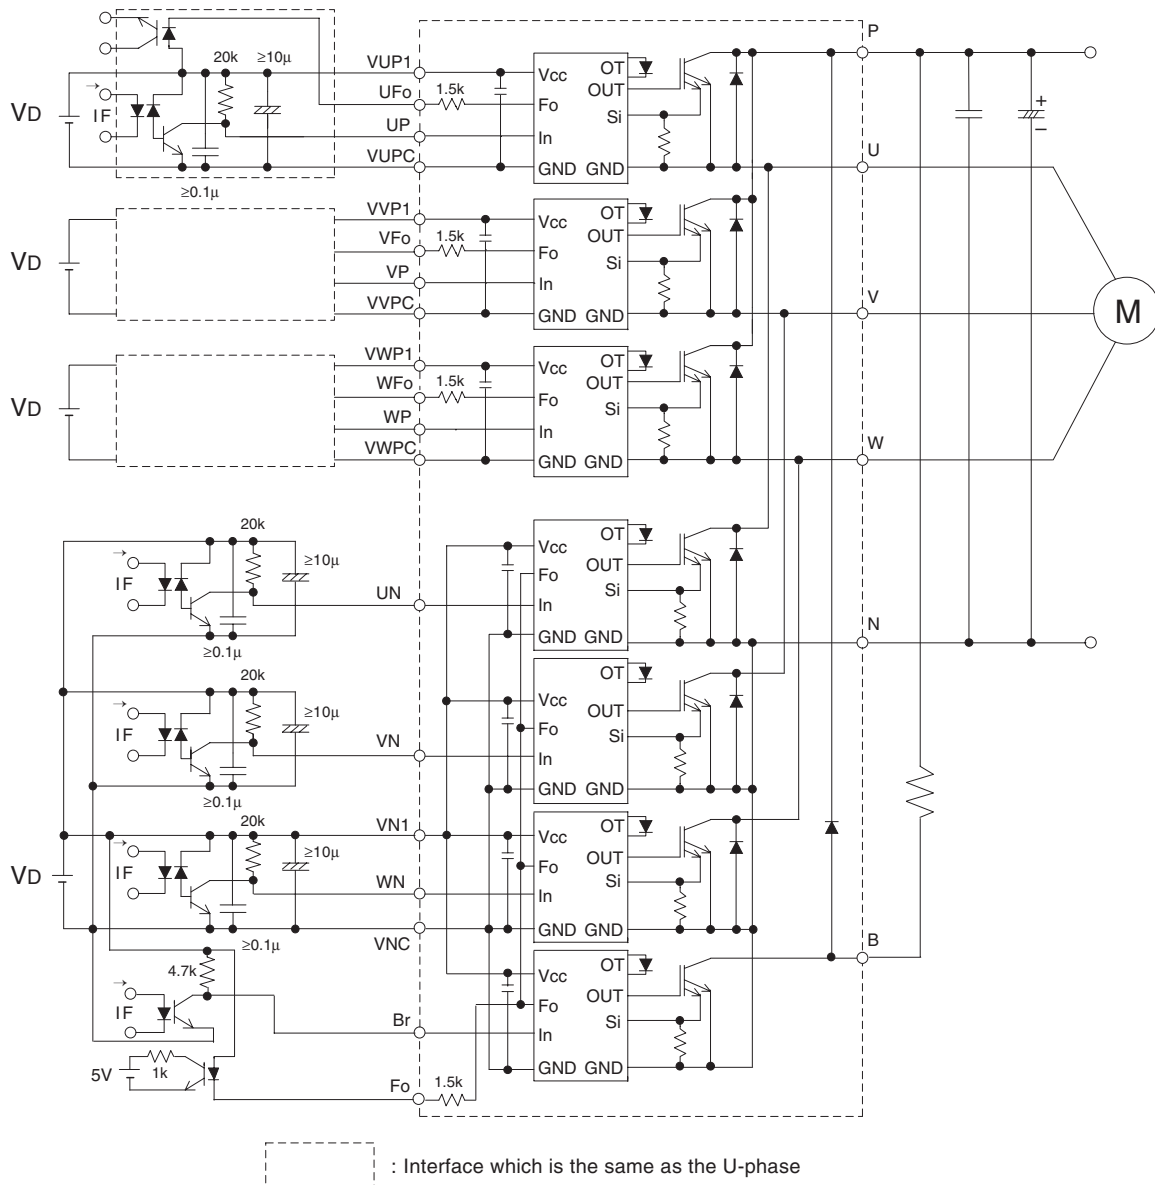 P
20k
≥10μ
VUP1
OT
Vcc
UFo
1.5k
OUT
VD
IF
Fo
Si
+
–
UP
In
VUPC
GND GND
U
≥0.1μ
VVP1
OT
Vcc
VFo
1.5k
OUT
VD
Fo
Si
VP
In
V
VVPC
GND GND
M
VWP1
OT
Vcc
WFo
1.5k
OUT
VD
Fo
Si
WP
In
W
VWPC
GND GND
20k
OT
≥10μ
Vcc
OUT
IF
Fo
Si
UN
In
N
GND GND
≥0.1μ
20k
OT
Vcc
≥10μ
OUT
IF
Fo
Si
VN
In
GND GND
≥0.1μ
20k
VN1
OT
Vcc
≥10μ
OUT
IF
Fo
VD
Si
WN
In
GND GND
B
≥0.1μ
VNC
4.7k
OT
Vcc
OUT
IF
Fo
Si
Br
In
GND GND
5V
1k
Fo
1.5k
: Interface which is the same as the U-phase